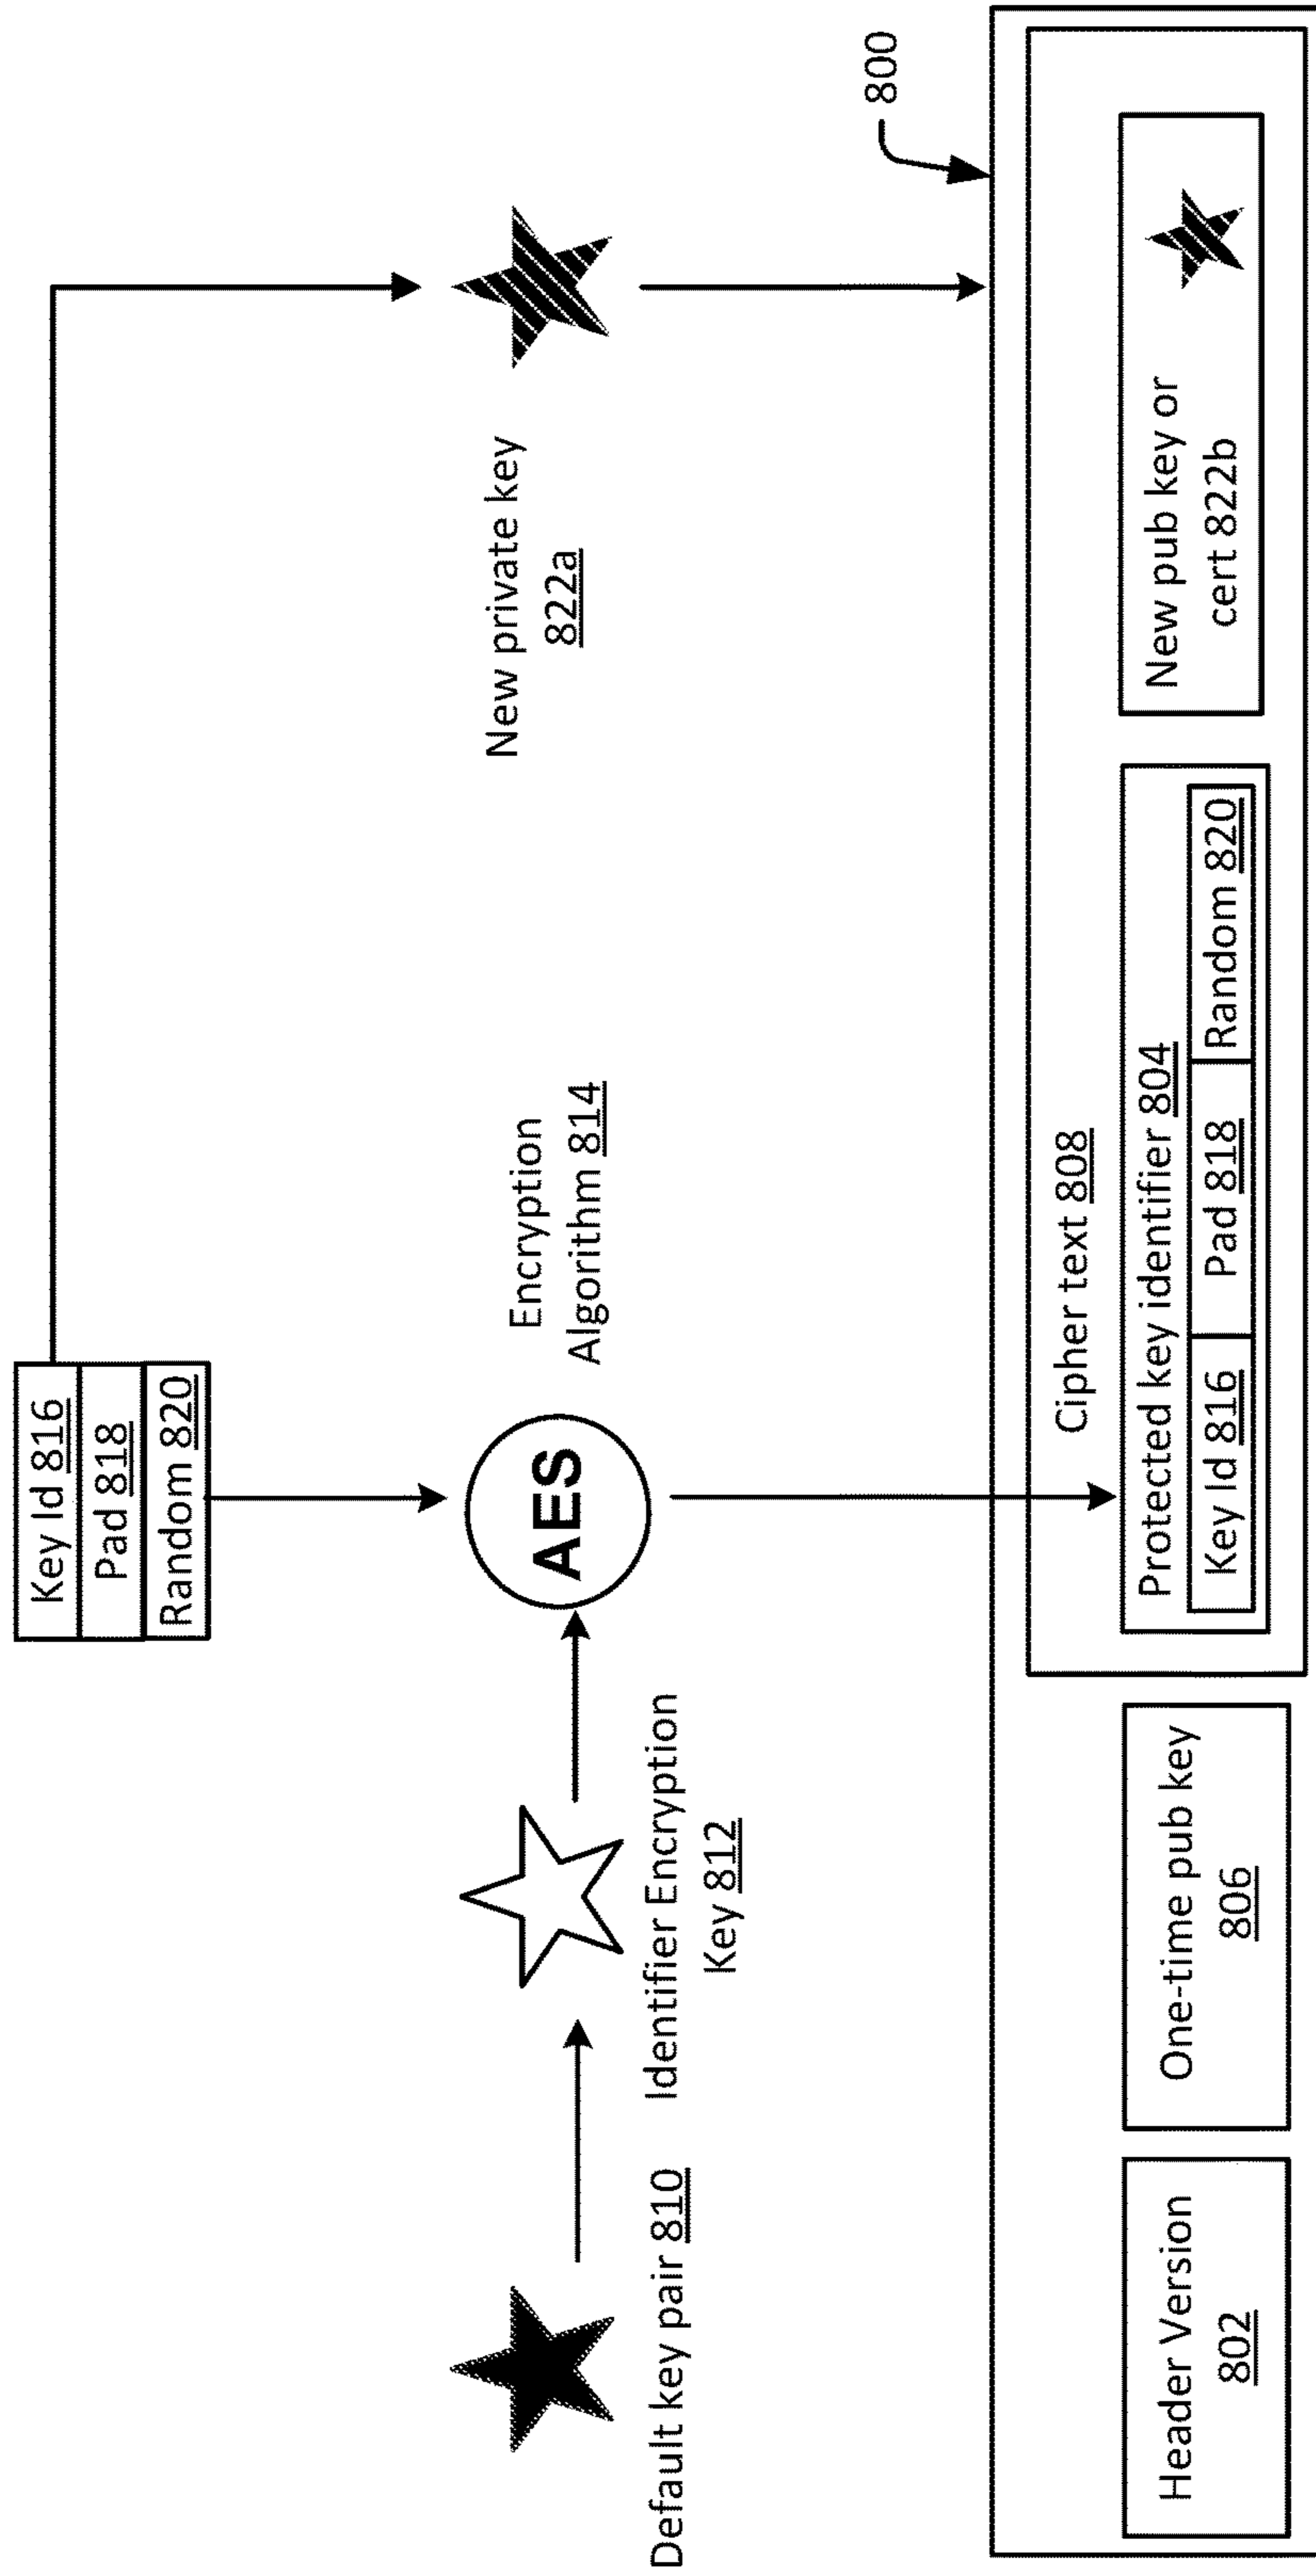 Key Id 816
Pad 818
Random 820
AES
Encryption
Algorithm 814
New private key
822a
Default key pair 810
Identifier Encryption
Key 812
800
Header Version
802
One-time pub key
806
Cipher text 808
Protected key identifier 804
Key Id 816
Pad 818
Random 820
New pub key or
cert 822b